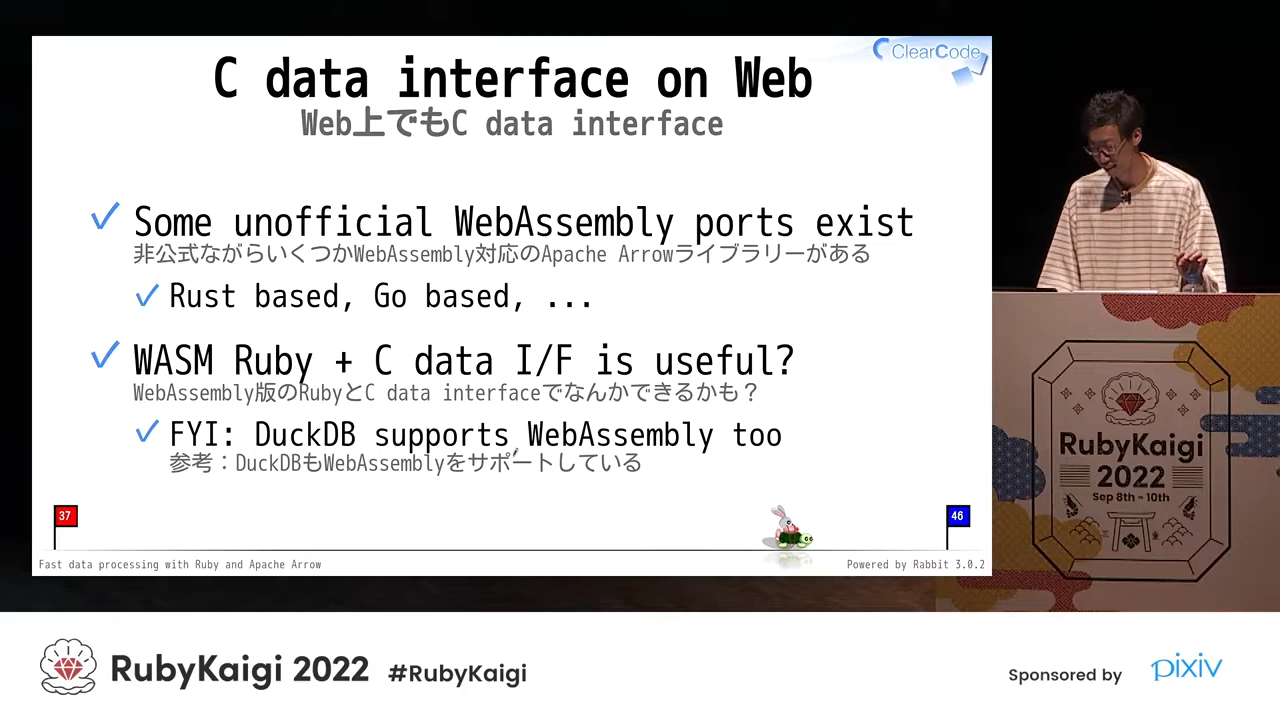 ClearCode
C data interface on Web
Web上でもC data interface
Some unofficial WebAssembly ports exist
非公式ながらいくつかWebAssembly対応のApache Arrowライブラリーがある
Rust based, Go based, ...
WASM Ruby + C data I/F is useful?
WebAssembly版のRubyとC data interfaceでなんかできるかも？
FYI: DuckDB supports WebAssembly too
参考：DuckDBもWebAssemblyをサポートしている
37
46
Fast data processing with Ruby and Apache Arrow
Powered by Rabbit 3.0.2
RubyKaigi
2022
Sep 8th - 10th
RubyKaigi 2022 #RubyKaigi
Sponsored by pixiv